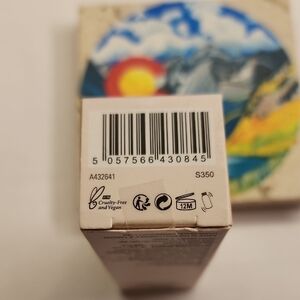 5 057566 430845
A432641 S350
Cruelty-Free
and Vegan
12M